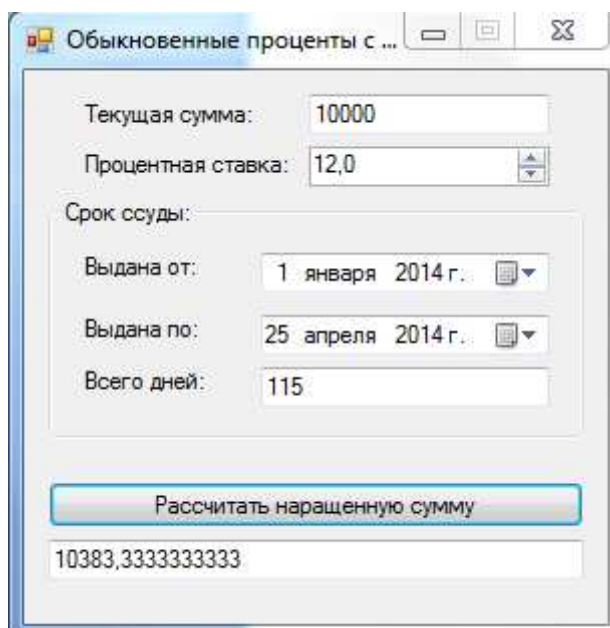 Обыкновенные проценты с ...
Текущая сумма: 10000
Процентная ставка: 12,0
Срок ссуды:
Выдана от: 1 января 2014 г.
Выдана по: 25 апреля 2014 г.
Всего дней: 115
Рассчитать наращенную сумму
10383,3333333333